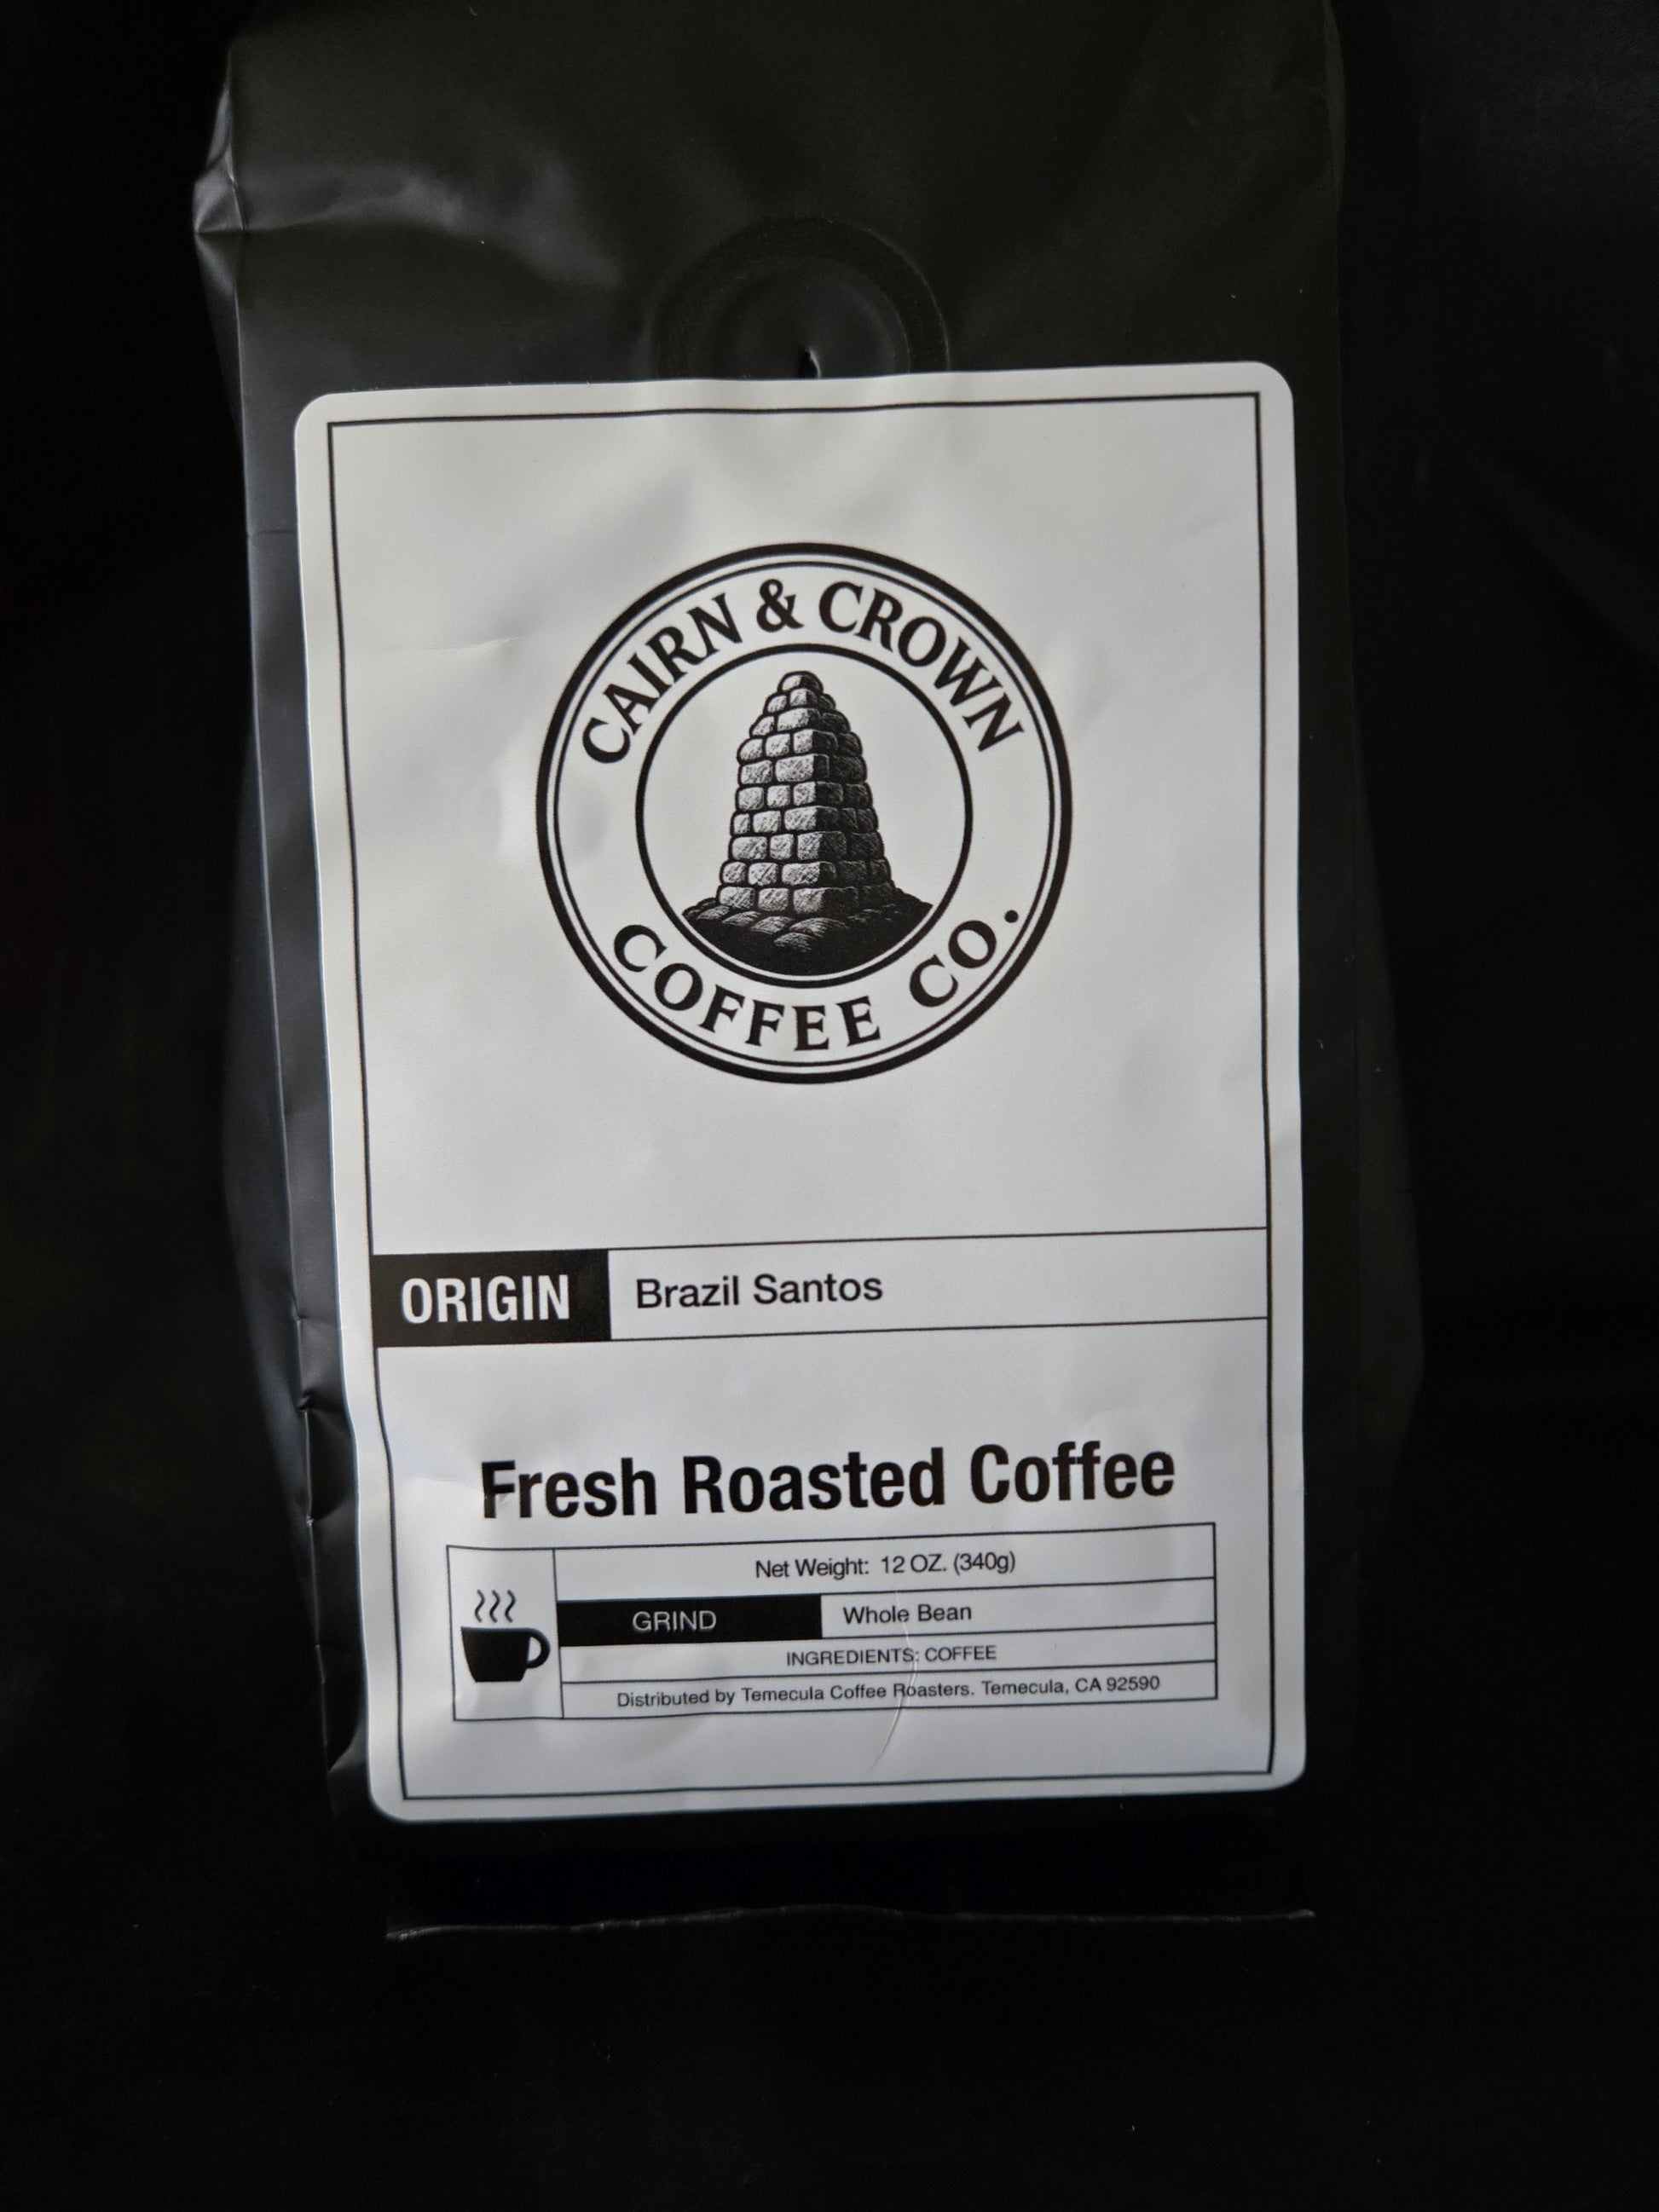 CAIRN & CROWN
COFFEE CO.
ORIGIN Brazil Santos
Fresh Roasted Coffee
Net Weight: 12 OZ. (340g)
GRIND Whole Bean
INGREDIENTS: COFFEE
Distributed by Temecula Coffee Roasters. Temecula, CA 92590